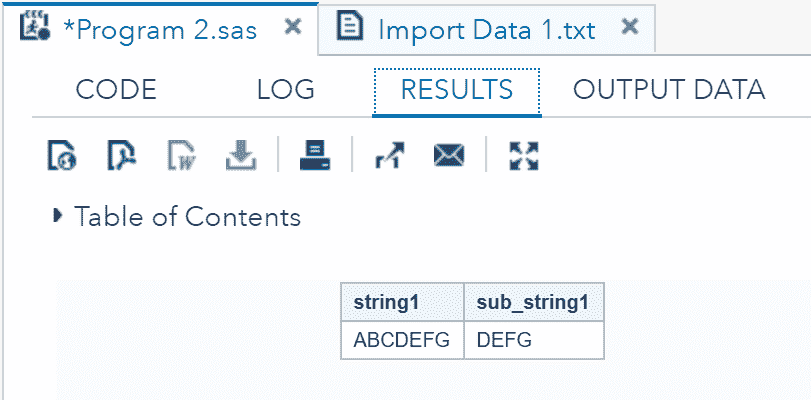 *Program 2.sas × Import Data 1.txt ×
CODE LOG RESULTS OUTPUT DATA
Table of Contents
string1 sub_string1
ABCDEFG DEFG